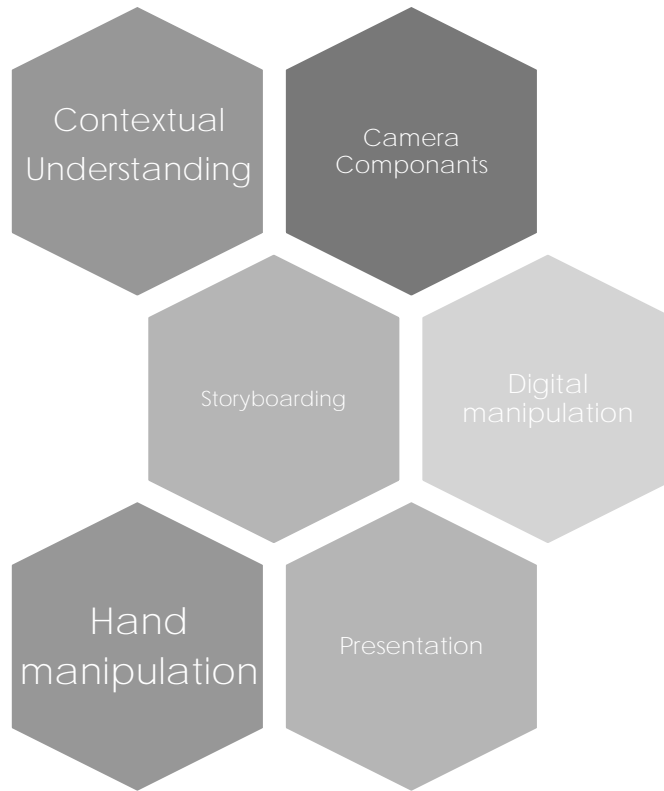 Contextual
Understanding
Camera
Componants
Storyboarding
Digital
manipulation
Hand
manipulation
Presentation